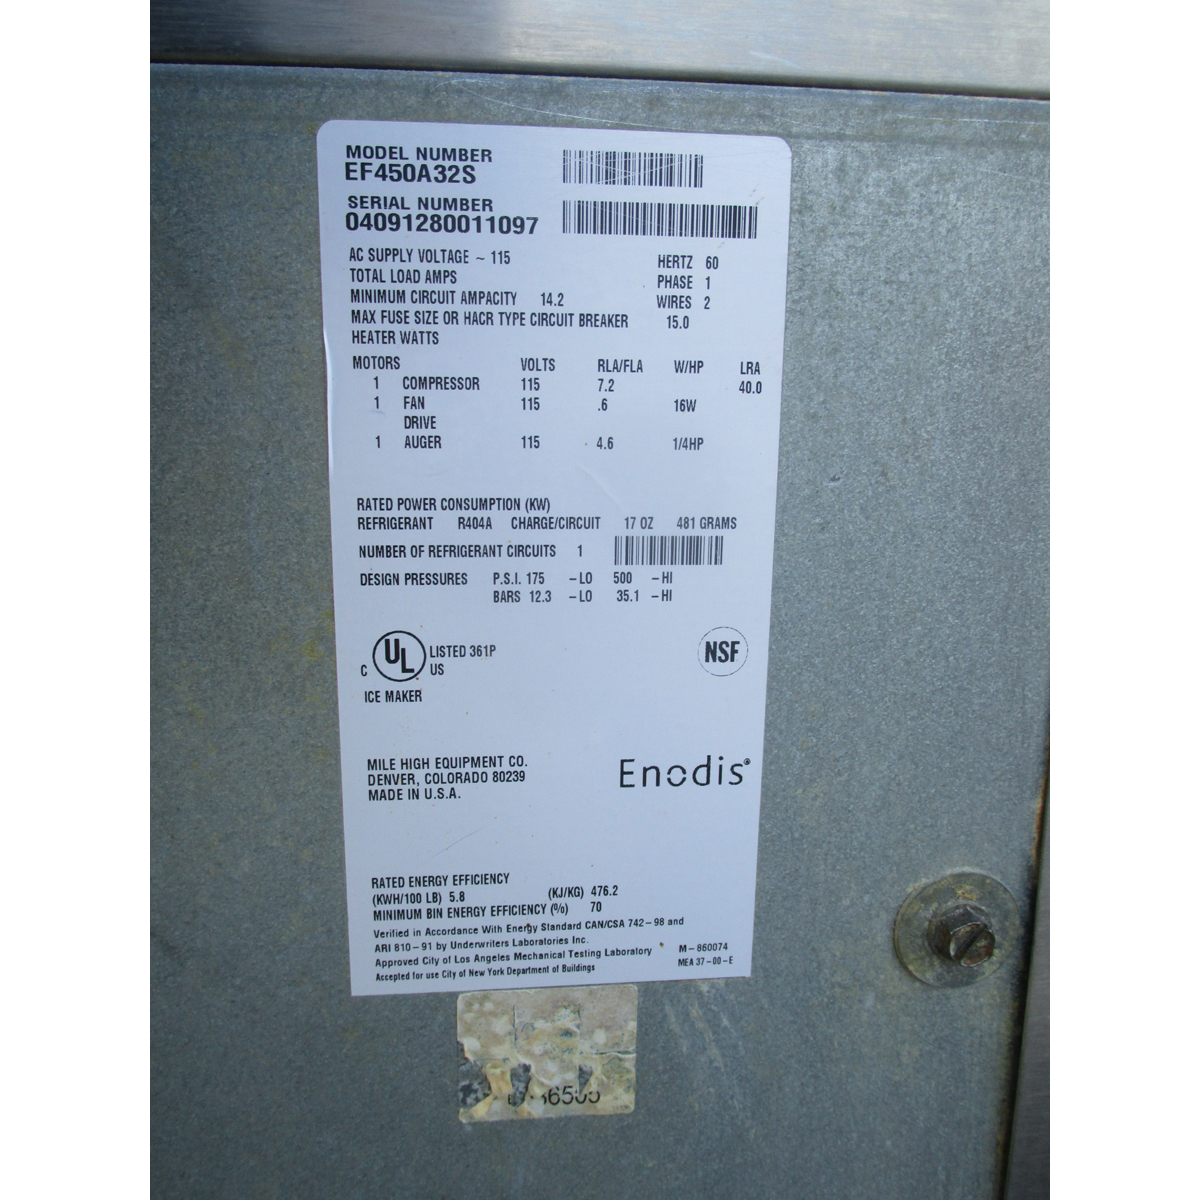 MODEL NUMBER
EF450A32S
SERIAL NUMBER
04091280011097
AC SUPPLY VOLTAGE ~ 115 HERTZ 60
TOTAL LOAD AMPS PHASE 1
MINIMUM CIRCUIT AMPACITY 14.2 WIRES 2
MAX FUSE SIZE OR HACR TYPE CIRCUIT BREAKER 15.0
HEATER WATTS
MOTORS VOLTS RLA/FLA W/HP LRA
1 COMPRESSOR 115 7.2 40.0
1 FAN 115 .6 16W
DRIVE
1 AUGER 115 4.6 1/4HP
RATED POWER CONSUMPTION (KW)
REFRIGERANT R404A CHARGE/CIRCUIT 17 OZ 481 GRAMS
NUMBER OF REFRIGERANT CIRCUITS 1
DESIGN PRESSURES P.S.I. 175 – LO 500 – HI
BARS 12.3 – LO 35.1 – HI
C UL US LISTED 361P
NSF
ICE MAKER
MILE HIGH EQUIPMENT CO.
DENVER, COLORADO 80239
MADE IN U.S.A.
Enodis®
RATED ENERGY EFFICIENCY
(KWH/100 LB) 5.8 (KJ/KG) 476.2
MINIMUM BIN ENERGY EFFICIENCY (%) 70
Verified in Accordance With Energy Standard CAN/CSA 742–98 and
ARI 810–91 by Underwriters Laboratories Inc.
Approved City of Los Angeles Mechanical Testing Laboratory M–860074
Accepted for use City of New York Department of Buildings MEA 37–00–E